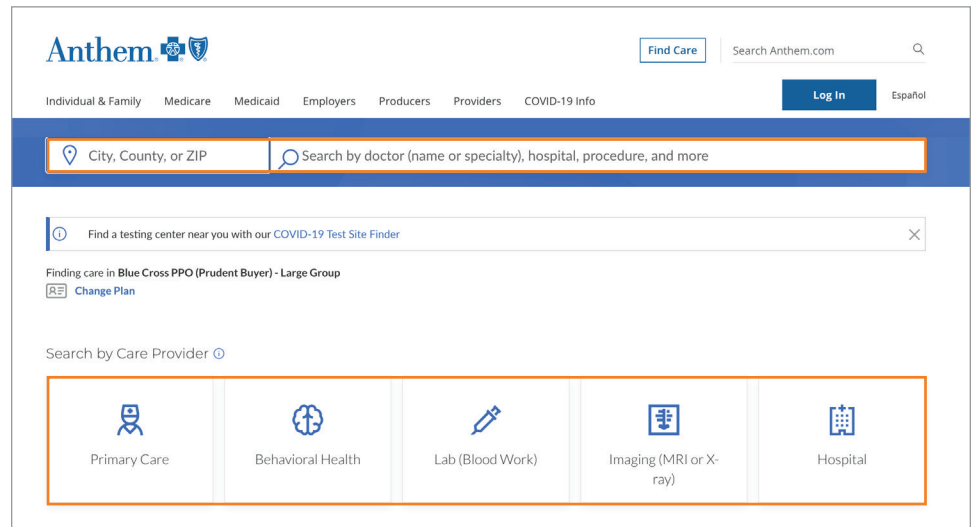 Anthem
Find Care
Search Anthem.com
Individual & Family Medicare Medicaid Employers Producers Providers COVID-19 Info
Log In
Español
City, County, or ZIP
Search by doctor (name or specialty), hospital, procedure, and more
Find a testing center near you with our COVID-19 Test Site Finder
Finding care in Blue Cross PPO (Prudent Buyer) - Large Group
Change Plan
Search by Care Provider
Primary Care
Behavioral Health
Lab (Blood Work)
Imaging (MRI or X-
ray)
Hospital